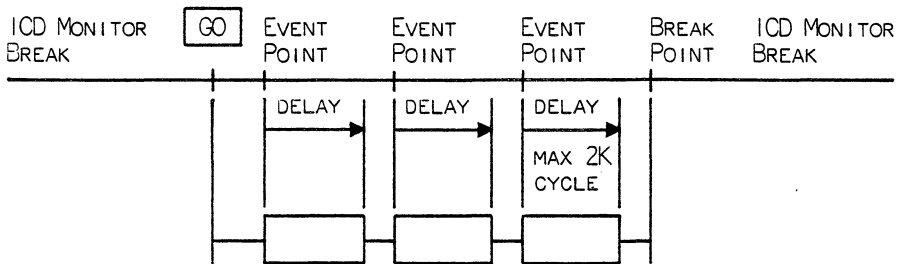 ICD MONITOR GO EVENT EVENT EVENT BREAK ICD MONITOR
BREAK POINT POINT POINT POINT BREAK
DELAY DELAY DELAY
MAX 2K
CYCLE